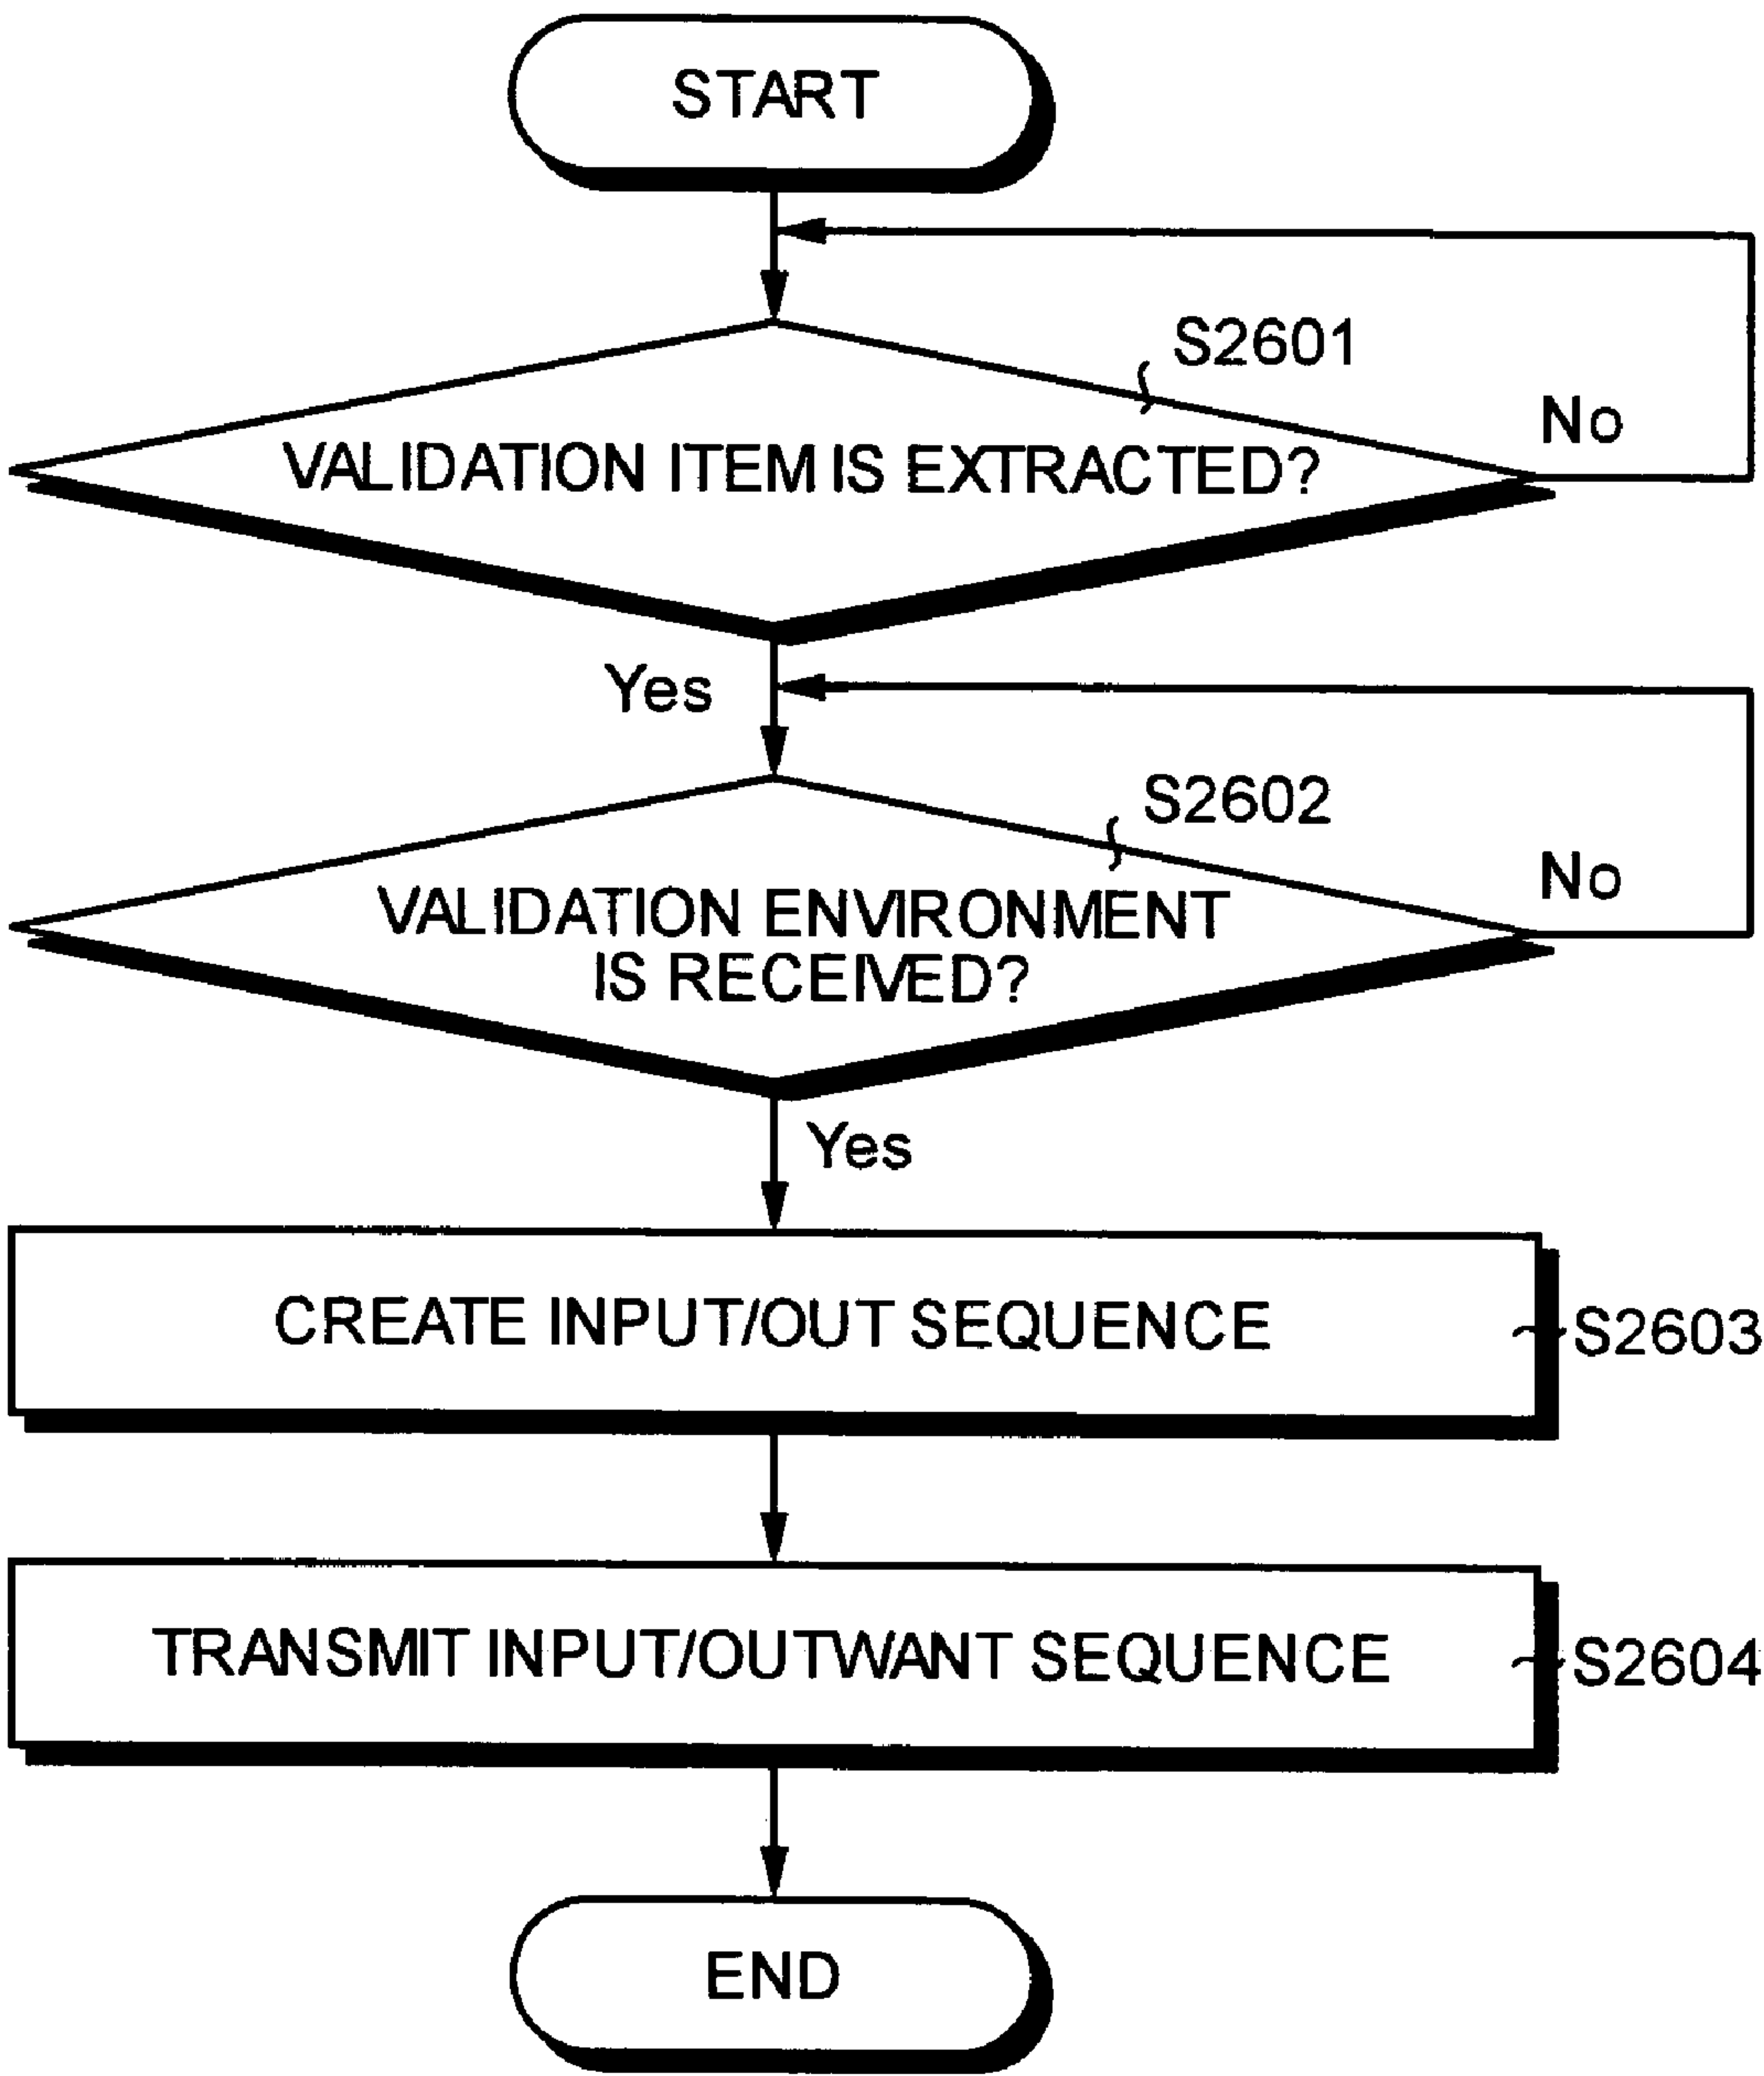 START
S2601
No
VALIDATION ITEM IS EXTRACTED?
Yes
S2602
No
VALIDATION ENVIRONMENT
IS RECEIVED?
Yes
CREATE INPUT/OUT SEQUENCE
S2603
TRANSMIT INPUT/OUTWANT SEQUENCE
S2604
END